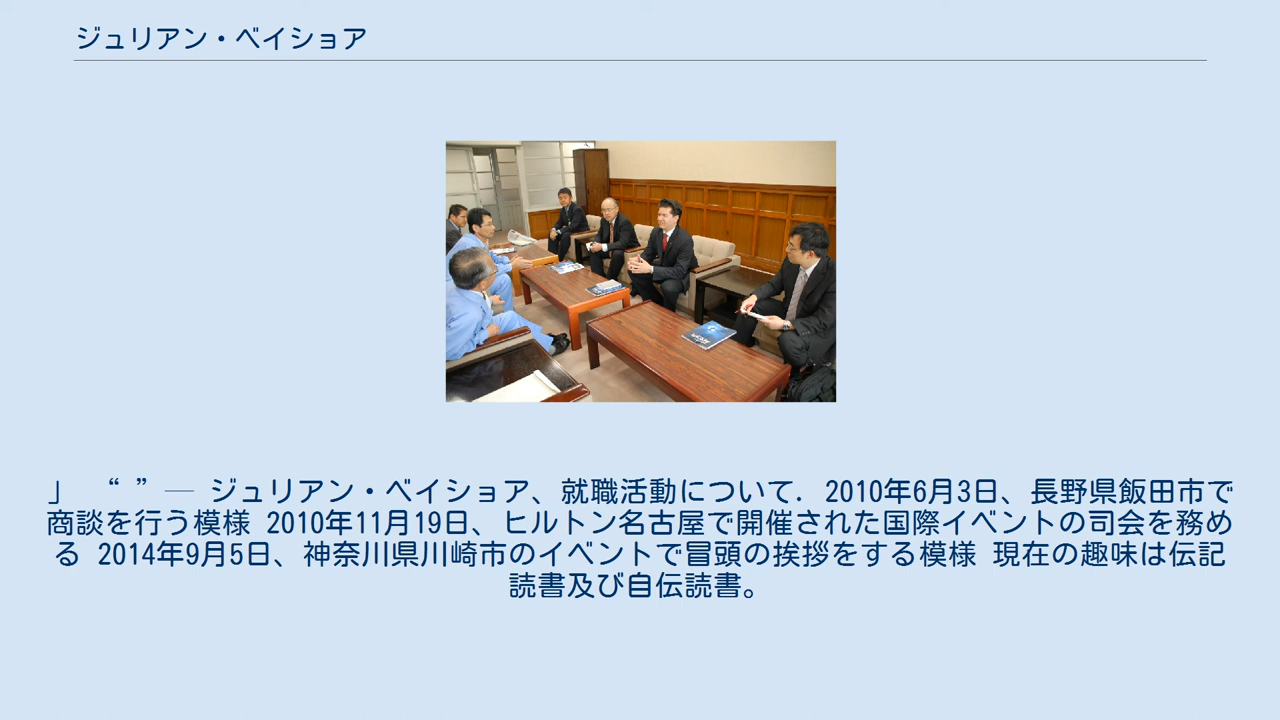 ジュリアン・ベイショア
」 “ ”― ジュリアン・ベイショア、就職活動について. 2010年6月3日、長野県飯田市で
商談を行う模様 2010年11月19日、ヒルトン名古屋で開催された国際イベントの司会を務め
る 2014年9月5日、神奈川県川崎市のイベントで冒頭の挨拶をする模様 現在の趣味は伝記
読書及び自伝読書。